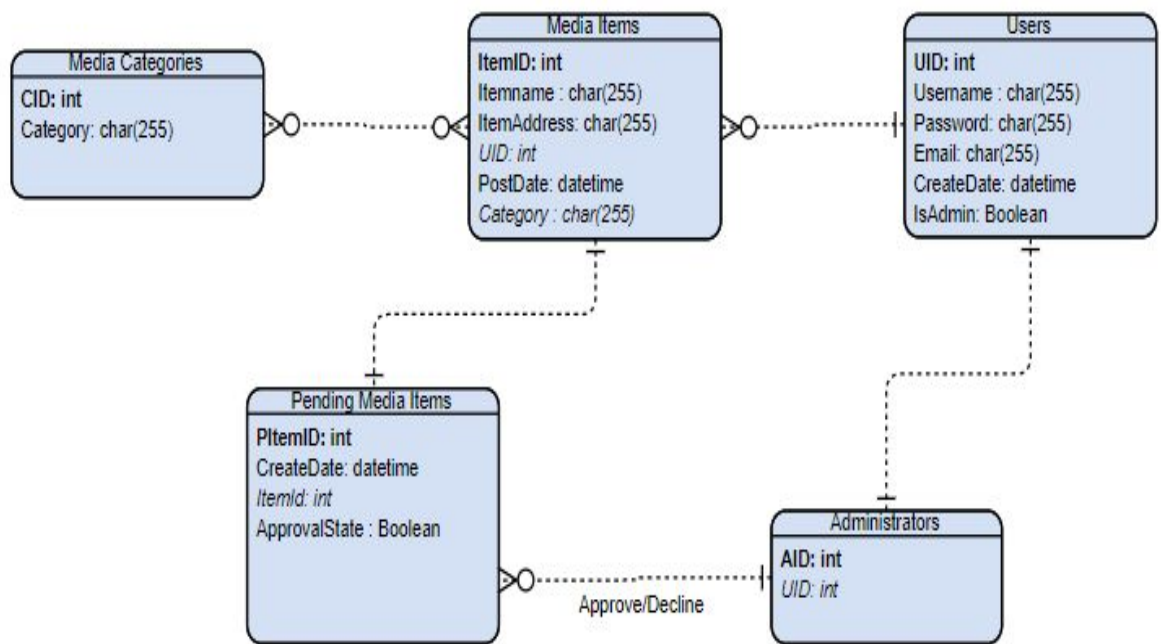 Media Categories
CID: int
Category: char(255)
Media Items
ItemID: int
Itemname : char(255)
ItemAddress: char(255)
UID: int
PostDate: datetime
Category : char(255)
Users
UID: int
Username : char(255)
Password: char(255)
Email: char(255)
CreateDate: datetime
IsAdmin: Boolean
Pending Media Items
PItemID: int
CreateDate: datetime
ItemId: int
ApprovalState : Boolean
Approve/Decline
Administrators
AID: int
UID: int